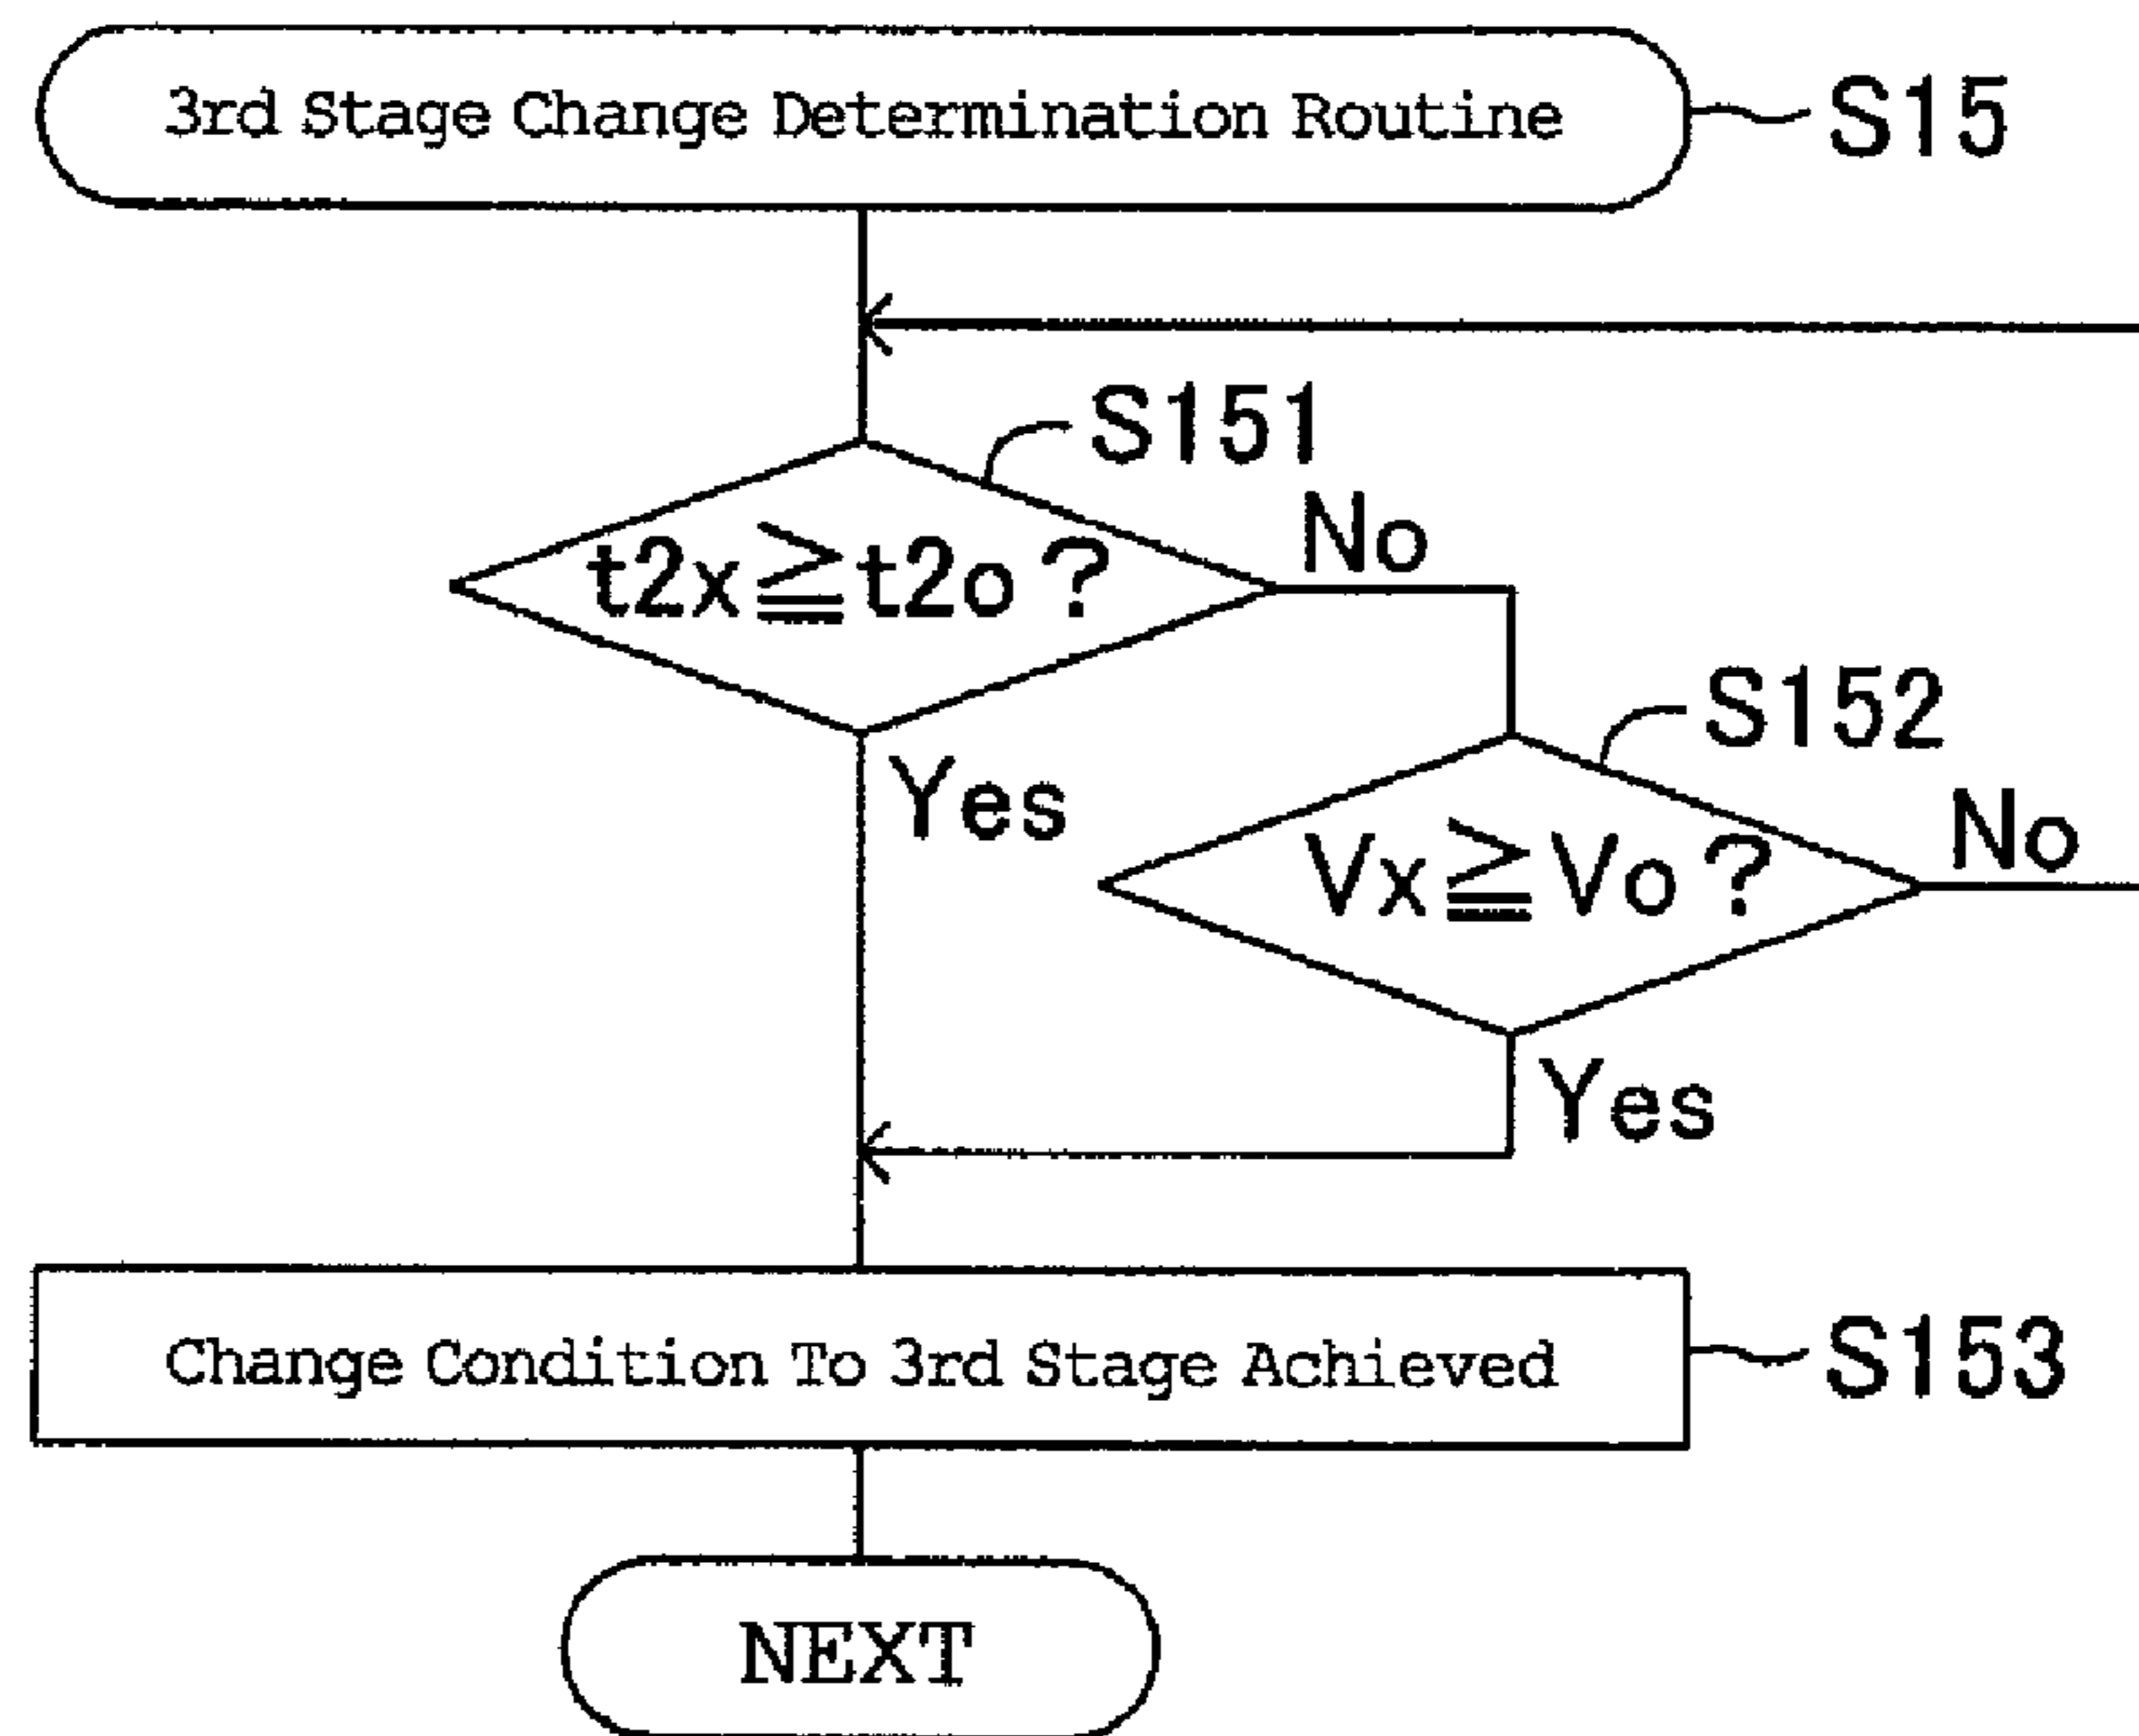 3rd Stage Change Determination Routine
S15
S151
t2x≧t2o?
No
S152
Yes
Vx≧Vo?
No
Yes
Change Condition To 3rd Stage Achieved
S153
NEXT